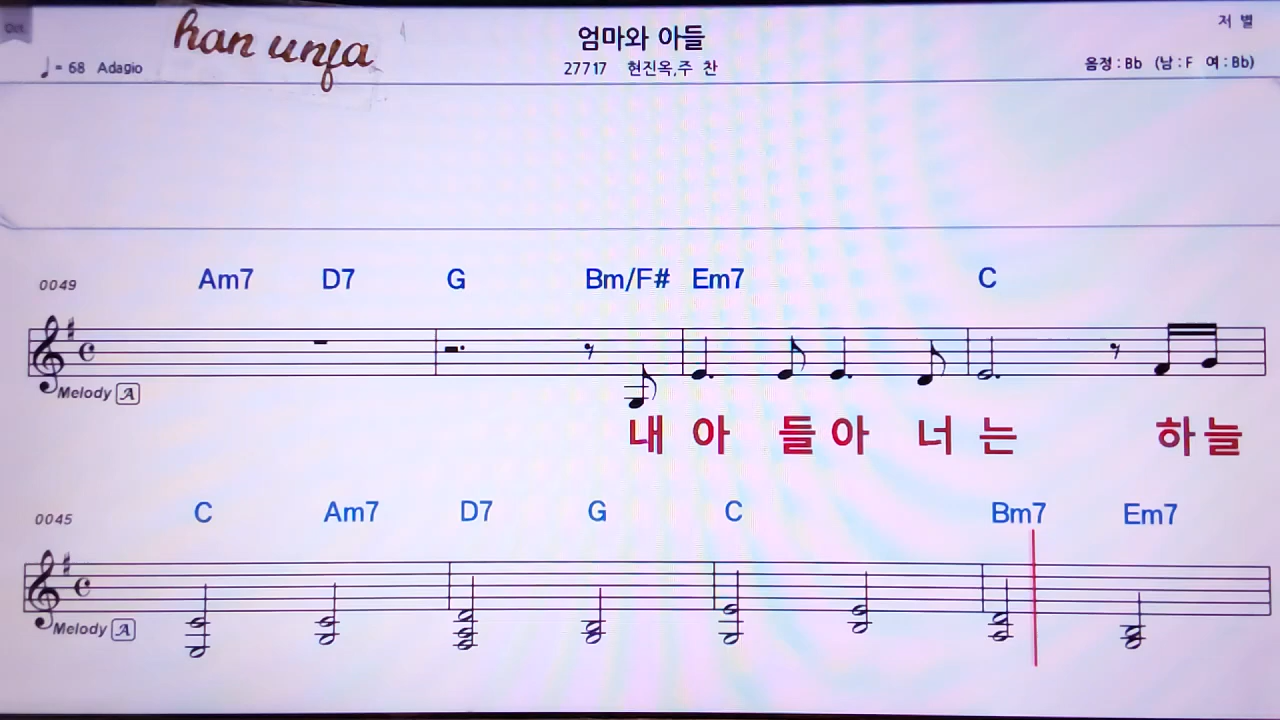 han unfa
엄마와 아들
저 별
♩= 68 Adagio
27717 현진옥,주 찬
음정 : Bb (남 : F 여 : Bb)
Am7 D7 G Bm/F# Em7 C
0049
Melody A
내 아 들 아 너 는 하 늘
C Am7 D7 G C Bm7 Em7
0045
Melody A